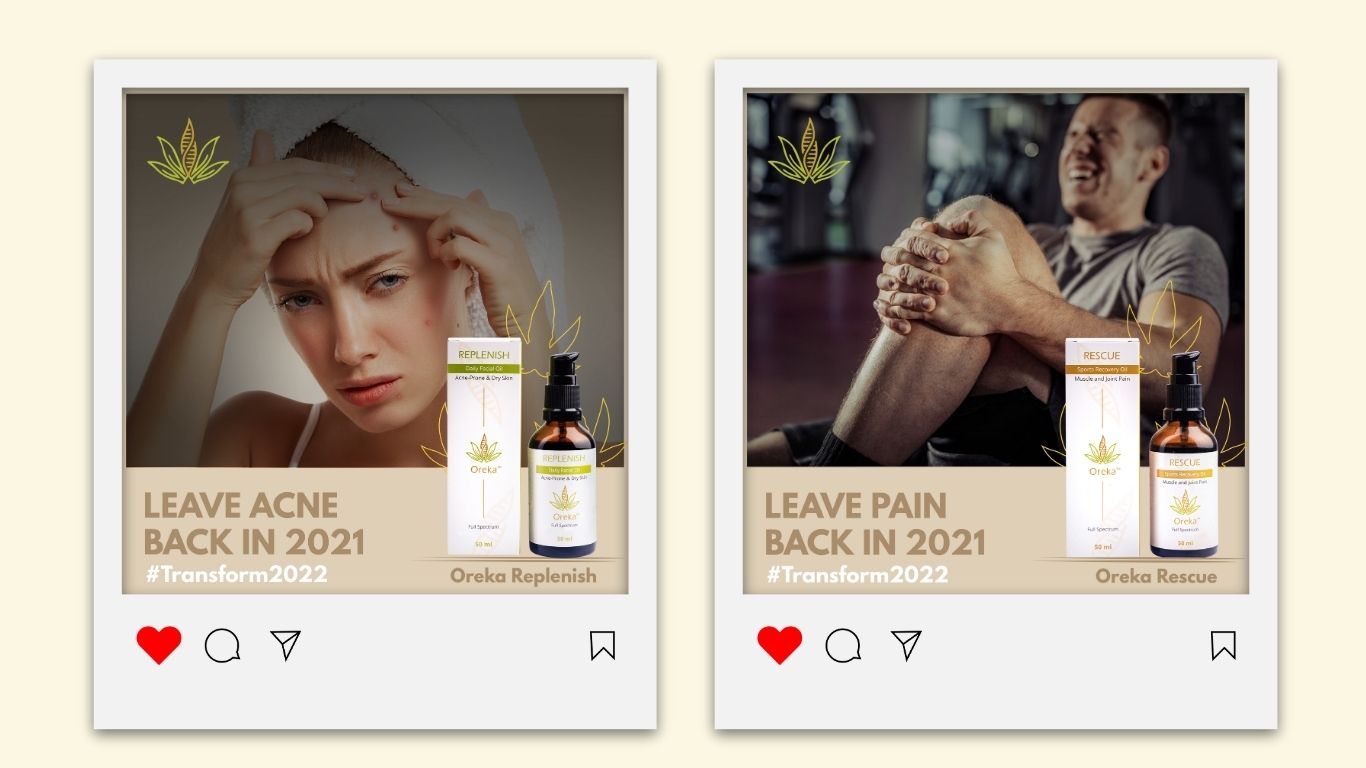 REPLENISH
Daily Facial Oil
Acne-Prone & Dry Skin
Oreka™
Full Spectrum
50 ml
REPLENISH
Daily Facial Oil
Acne-Prone & Dry Skin
Oreka™
Full Spectrum
50 ml
LEAVE ACNE
BACK IN 2021
#Transform2022
Oreka Replenish
RESCUE
Sports Recovery Oil
Muscle and Joint Pain
Oreka™
Full Spectrum
50 ml
RESCUE
Sports Recovery Oil
Muscle and Joint Pain
Oreka™
Full Spectrum
50 ml
LEAVE PAIN
BACK IN 2021
#Transform2022
Oreka Rescue